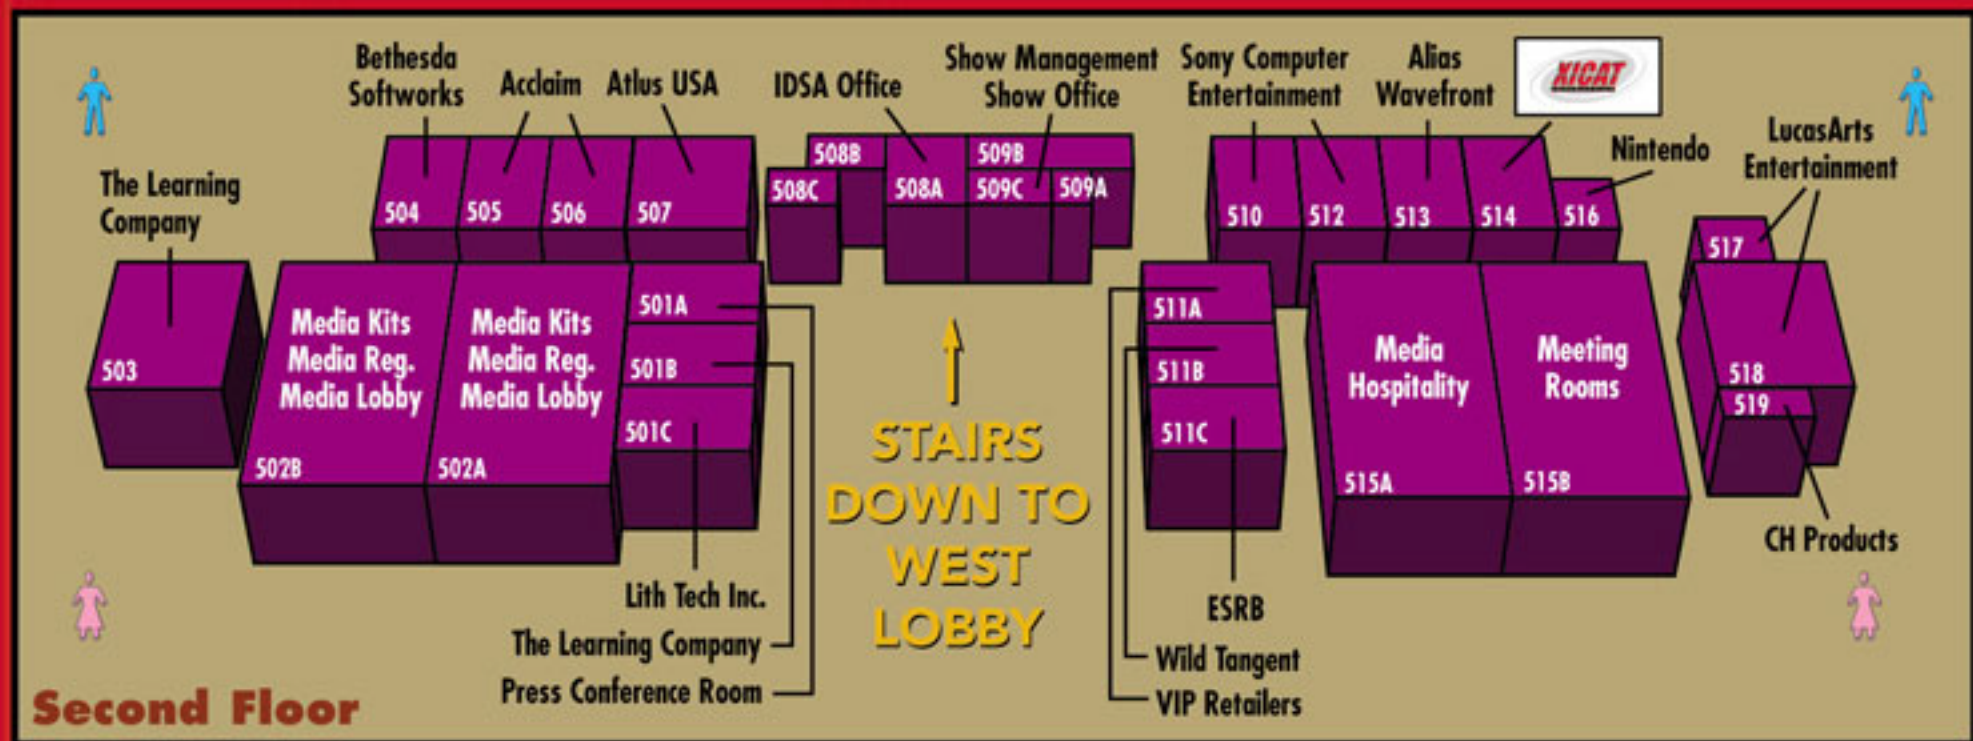 Bethesda
Softworks
Acclaim
Atlus USA
IDSA Office
Show Management
Show Office
Sony Computer
Entertainment
Alias
Wavefront
XICAT
Nintendo
LucasArts
Entertainment
The Learning
Company
504
505
506
507
508B
508C
508A
509B
509C
509A
510
512
513
514
516
517
503
Media Kits
Media Reg.
Media Lobby
502B
Media Kits
Media Reg.
Media Lobby
502A
501A
501B
501C
STAIRS
DOWN TO
WEST
LOBBY
511A
511B
511C
Media
Hospitality
515A
Meeting
Rooms
515B
518
519
CH Products
Lith Tech Inc.
The Learning Company
Press Conference Room
ESRB
Wild Tangent
VIP Retailers
Second Floor